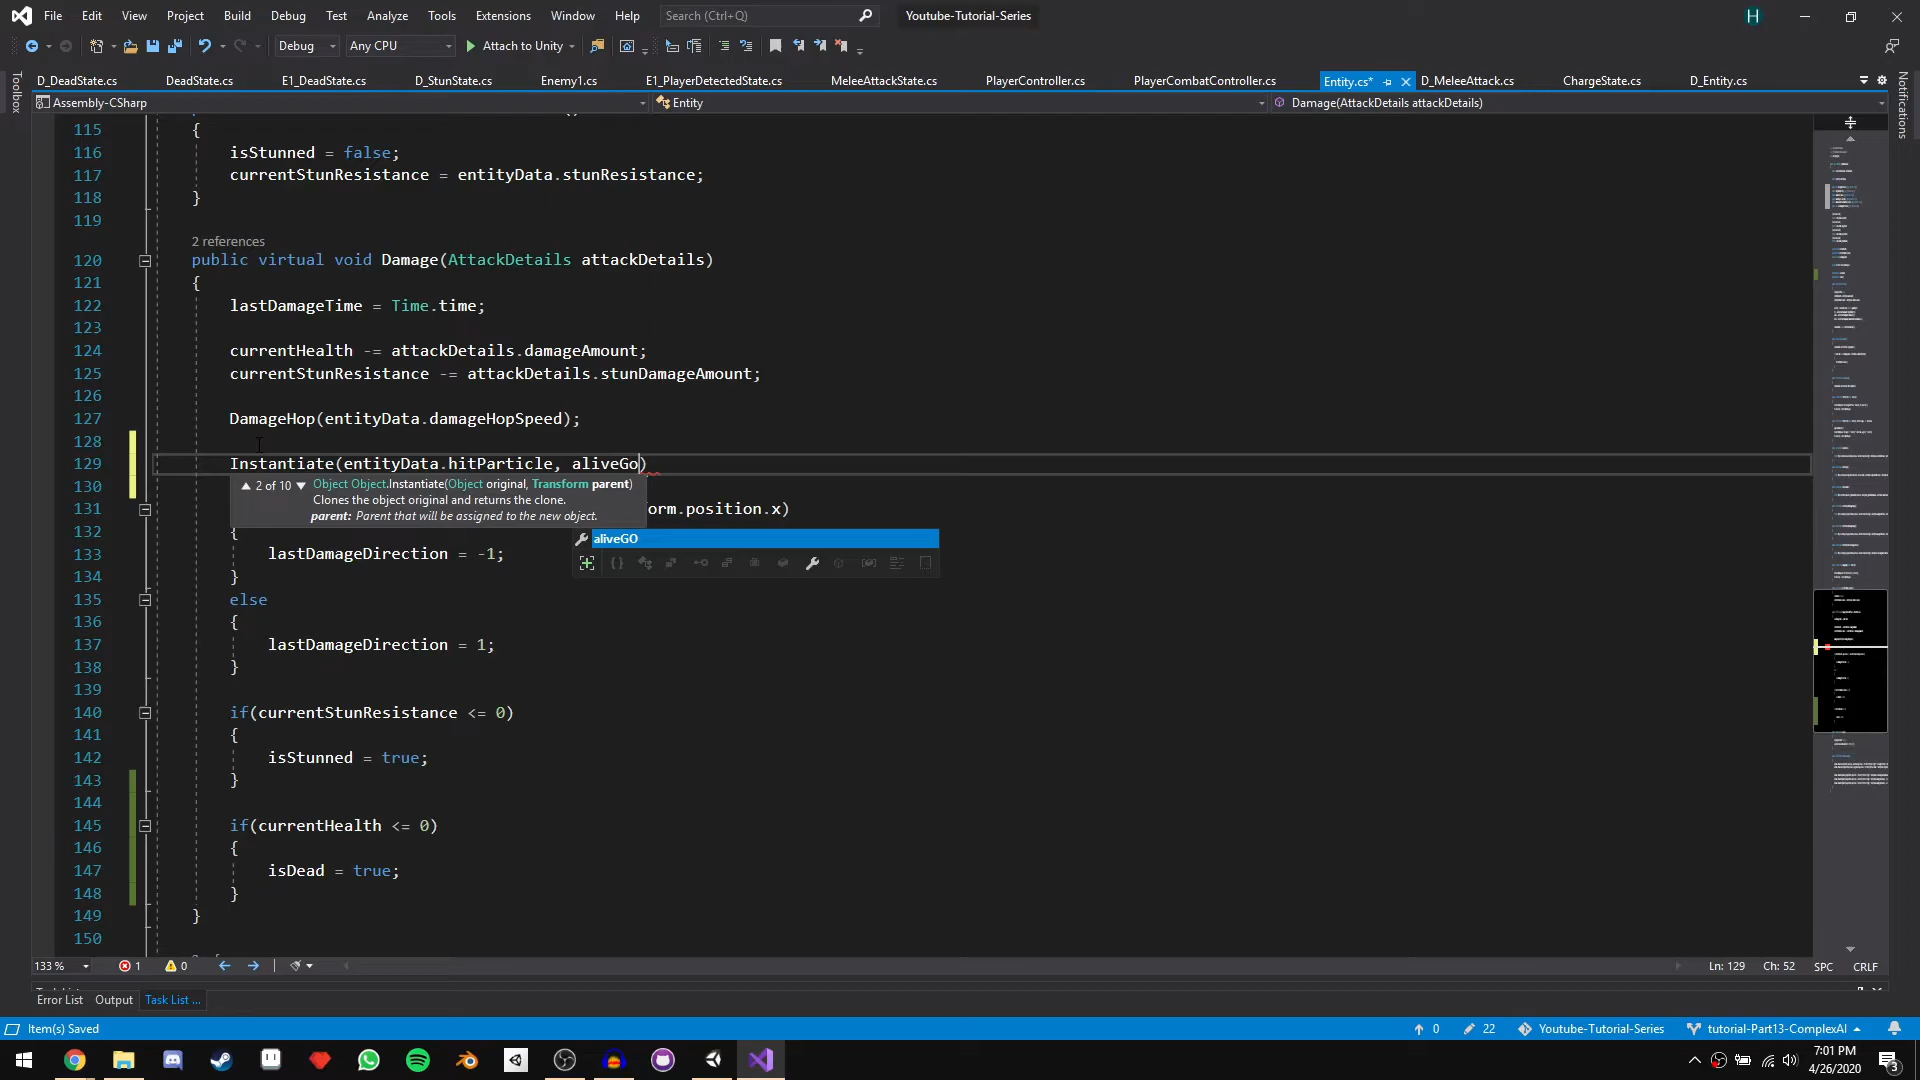 File Edit View Project Build Debug Test Analyze Tools Extensions Window Help Search (Ctrl+Q) Youtube-Tutorial-Series H
Debug Any CPU Attach to Unity
D_DeadState.cs DeadState.cs E1_DeadState.cs D_StunState.cs Enemy1.cs E1_PlayerDetectedState.cs MeleeAttackState.cs PlayerController.cs PlayerCombatController.cs Entity.cs* D_MeleeAttack.cs ChargeState.cs D_Entity.cs
Toolbox
Notifications
Assembly-CSharp Entity Damage(AttackDetails attackDetails)
115 {
116 isStunned = false;
117 currentStunResistance = entityData.stunResistance;
118 }
119
2 references
120 public virtual void Damage(AttackDetails attackDetails)
121 {
122 lastDamageTime = Time.time;
123
124 currentHealth -= attackDetails.damageAmount;
125 currentStunResistance -= attackDetails.stunDamageAmount;
126
127 DamageHop(entityData.damageHopSpeed);
128
129 Instantiate(entityData.hitParticle, aliveGo)
130 2 of 10 Object Object.Instantiate(Object original, Transform parent)
Clones the object original and returns the clone.
131 orm.position.x)
parent: Parent that will be assigned to the new object.
132 {
aliveGO
133 lastDamageDirection = -1;
134 }
135 else
136 {
137 lastDamageDirection = 1;
138 }
139
140 if(currentStunResistance <= 0)
141 {
142 isStunned = true;
143 }
144
145 if(currentHealth <= 0)
146 {
147 isDead = true;
148 }
149 }
150
133 % 1 0 Ln: 129 Ch: 52 SPC CRLF
Error List Output Task List ...
Item(s) Saved 0 22 Youtube-Tutorial-Series tutorial-Part13-ComplexAI
7:01 PM
4/26/2020
3